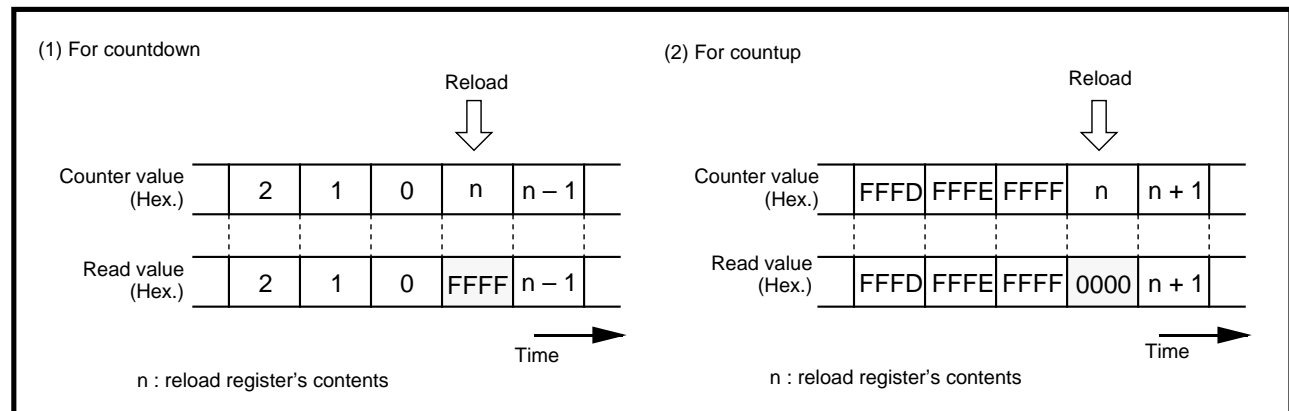 (1) For countdown
Reload
Counter value
(Hex.)
2 1 0 n n – 1
Read value
(Hex.)
2 1 0 FFFF n – 1
Time
n : reload register’s contents
(2) For countup
Reload
Counter value
(Hex.)
FFFD FFFE FFFF n n + 1
Read value
(Hex.)
FFFD FFFE FFFF 0000 n + 1
Time
n : reload register’s contents